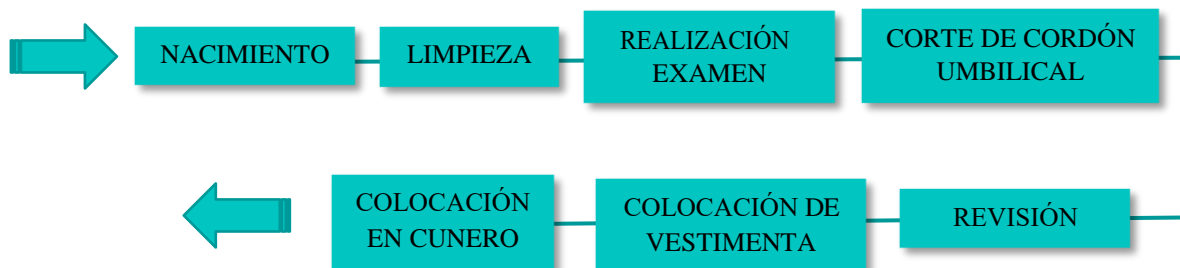 NACIMIENTO
LIMPIEZA
REALIZACIÓN
EXAMEN
CORTE DE CORDÓN
UMBILICAL
REVISIÓN
COLOCACIÓN DE
VESTIMENTA
COLOCACIÓN
EN CUNERO